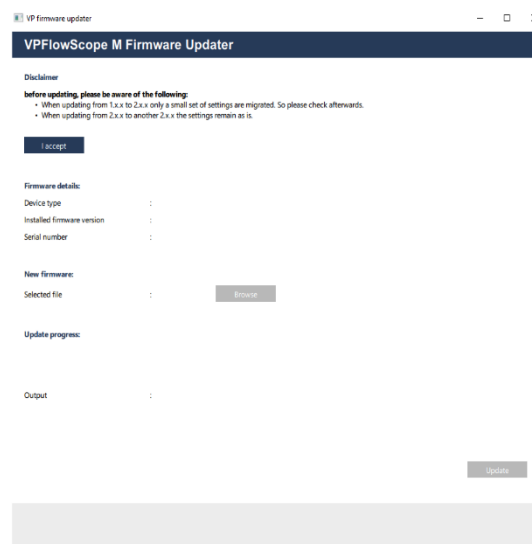 VP firmware updater
VPFlowScope M Firmware Updater
Disclaimer
before updating, please be aware of the following:
• When updating from 1.x.x to 2.x.x only a small set of settings are migrated. So please check afterwards.
• When updating from 2.x.x to another 2.x.x the settings remain as is.
I accept
Firmware details:
Device type :
Installed firmware version :
Serial number :
New firmware:
Selected file : Browse
Update progress:
Output :
Update